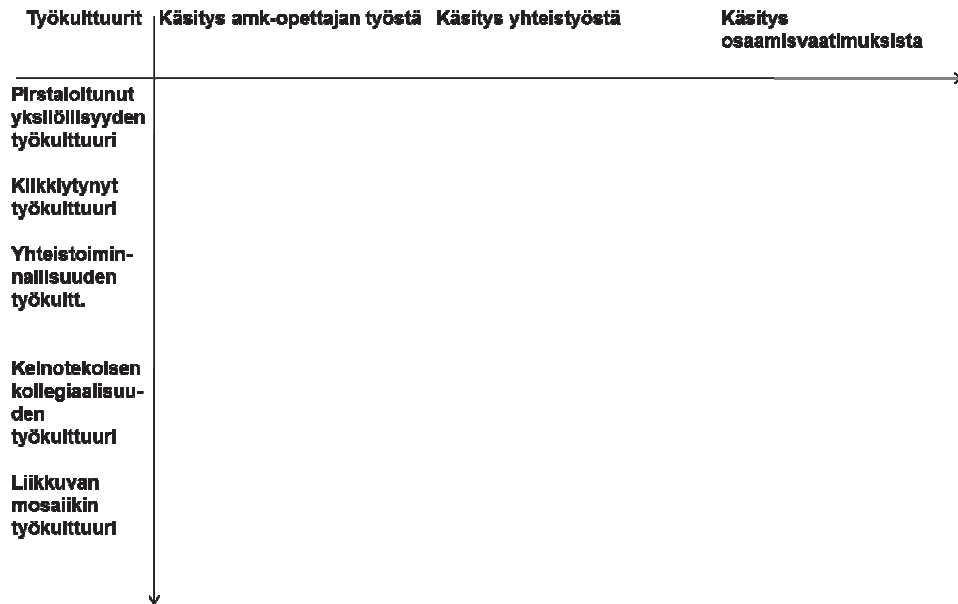 Työkulttuurit Käsitys amk-opettajan työstä Käsitys yhteistyöstä Käsitys
osaamisvaatimuksista
Pirstaloitunut
yksilöllisyyden
työkulttuuri
Klikkiytynyt
työkulttuuri
Yhteistoimin-
nallisuuden
työkultt.
Keinotekoisen
kollegiaalisuu-
den
työkulttuuri
Liikkuvan
mosaiikin
työkulttuuri